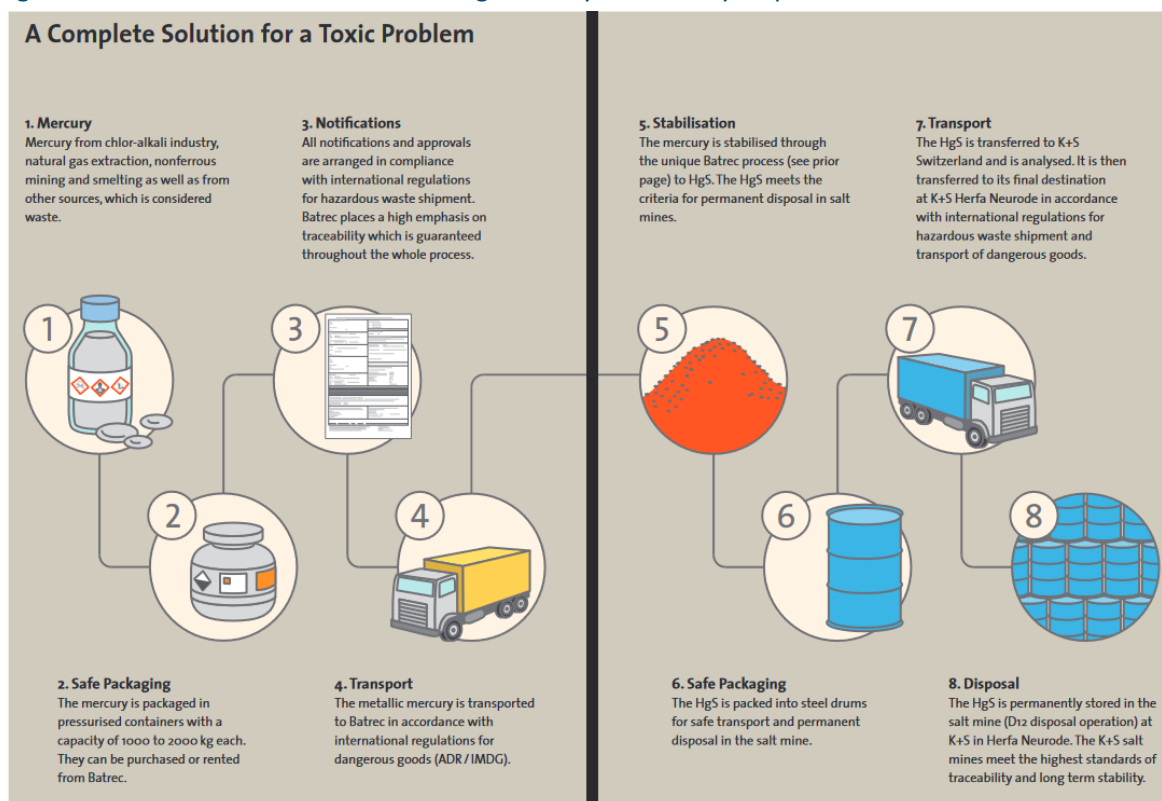 A Complete Solution for a Toxic Problem
1. Mercury
Mercury from chlor-alkali industry,
natural gas extraction, nonferrous
mining and smelting as well as from
other sources, which is considered
waste.
3. Notifications
All notifications and approvals
are arranged in compliance
with international regulations
for hazardous waste shipment.
Batrec places a high emphasis on
traceability which is guaranteed
throughout the whole process.
5. Stabilisation
The mercury is stabilised through
the unique Batrec process (see prior
page) to HgS. The HgS meets the
criteria for permanent disposal in salt
mines.
7. Transport
The HgS is transferred to K+S
Switzerland and is analysed. It is then
transferred to its final destination
at K+S Herfa Neurode in accordance
with international regulations for
hazardous waste shipment and
transport of dangerous goods.
1
3
5
7
2
4
6
8
2. Safe Packaging
The mercury is packaged in
pressurised containers with a
capacity of 1000 to 2000 kg each.
They can be purchased or rented
from Batrec.
4. Transport
The metallic mercury is transported
to Batrec in accordance with
international regulations for
dangerous goods (ADR / IMDG).
6. Safe Packaging
The HgS is packed into steel drums
for safe transport and permanent
disposal in the salt mine.
8. Disposal
The HgS is permanently stored in the
salt mine (D12 disposal operation) at
K+S in Herfa Neurode. The K+S salt
mines meet the highest standards of
traceability and long term stability.